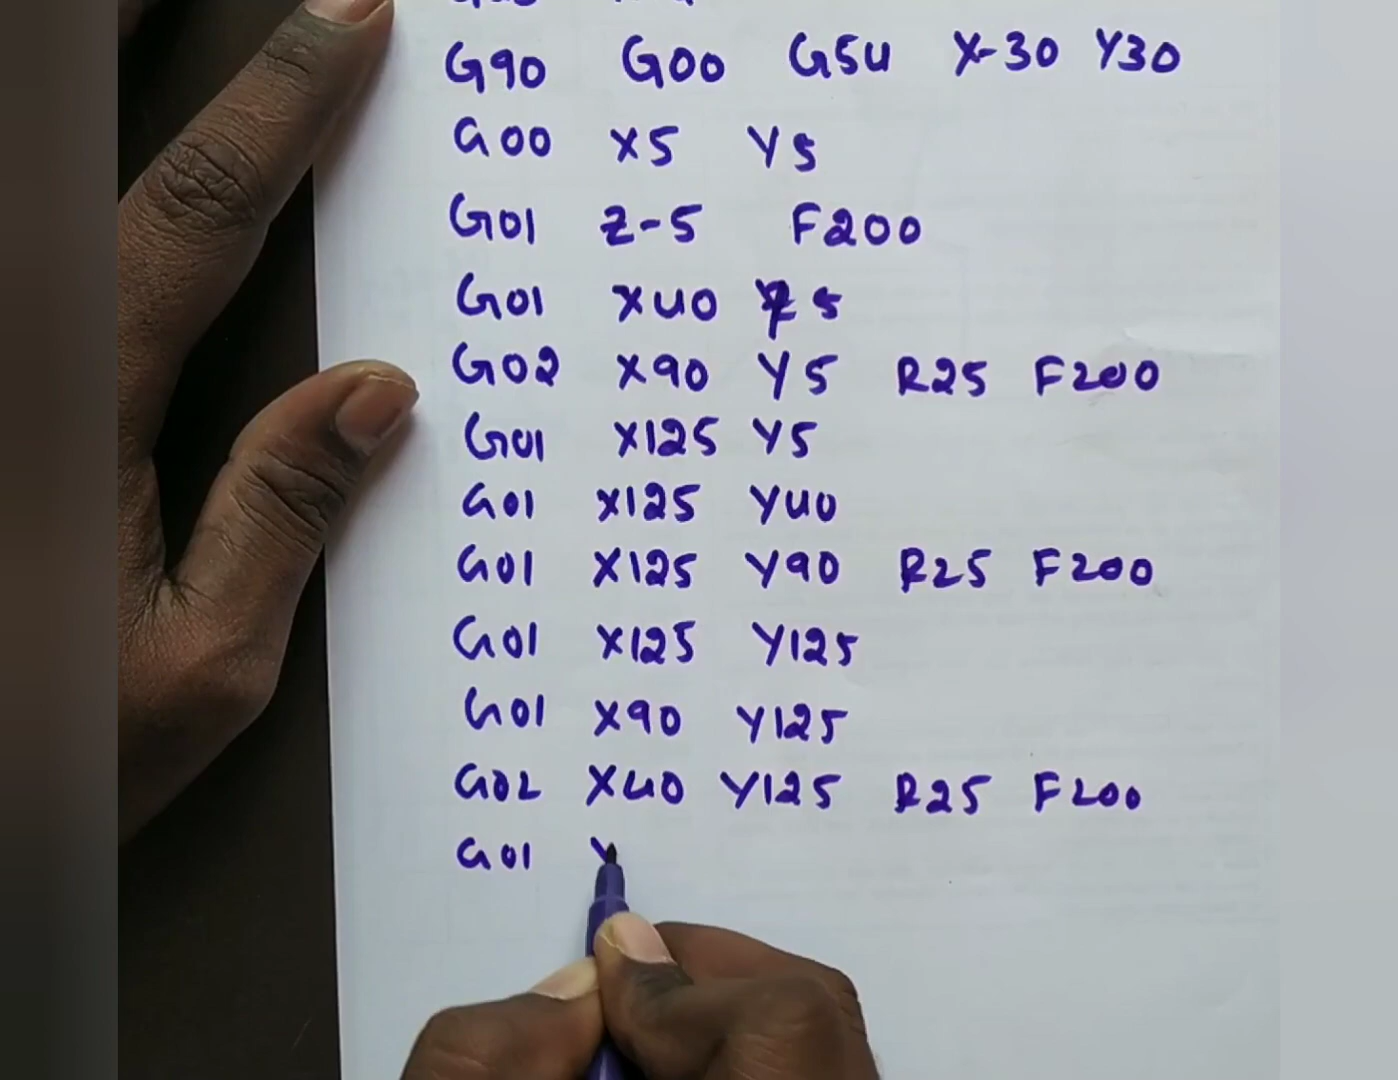 G90 G00 G54 X-30 Y30
G00 X5 Y5
G01 Z-5 F200
G01 X40 Y5
G02 X90 Y5 R25 F200
G01 X125 Y5
G01 X125 Y40
G01 X125 Y90 R25 F200
G01 X125 Y125
G01 X90 Y125
G02 X40 Y125 R25 F200
G01